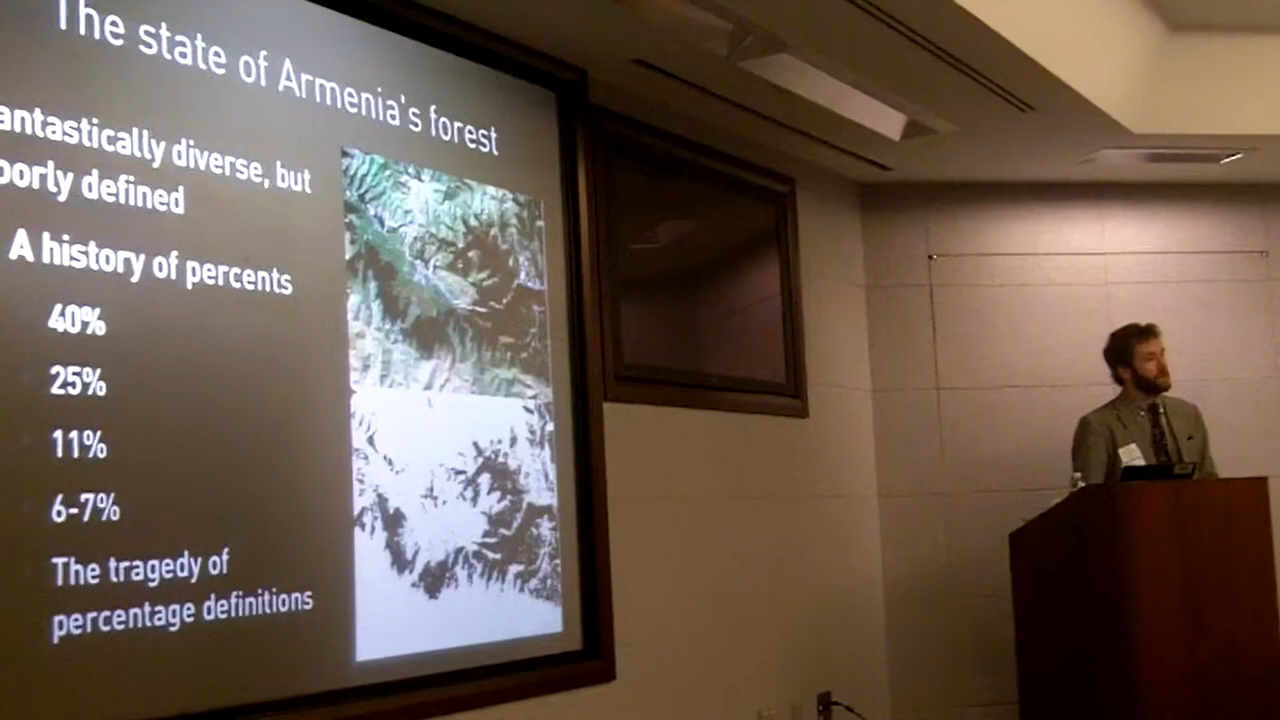 The state of Armenia's forest
antastically diverse, but
oorly defined
A history of percents
40%
25%
11%
6-7%
The tragedy of
percentage definitions